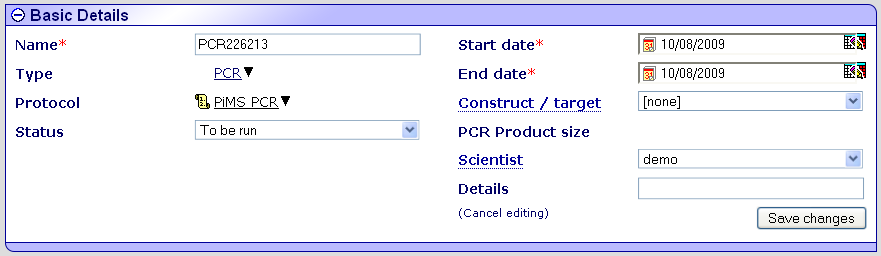 Basic Details
Name* PCR226213
Type PCR
Protocol PiMS PCR
Status To be run
Start date* 10/08/2009
End date* 10/08/2009
Construct / target [none]
PCR Product size
Scientist demo
Details
(Cancel editing) Save changes